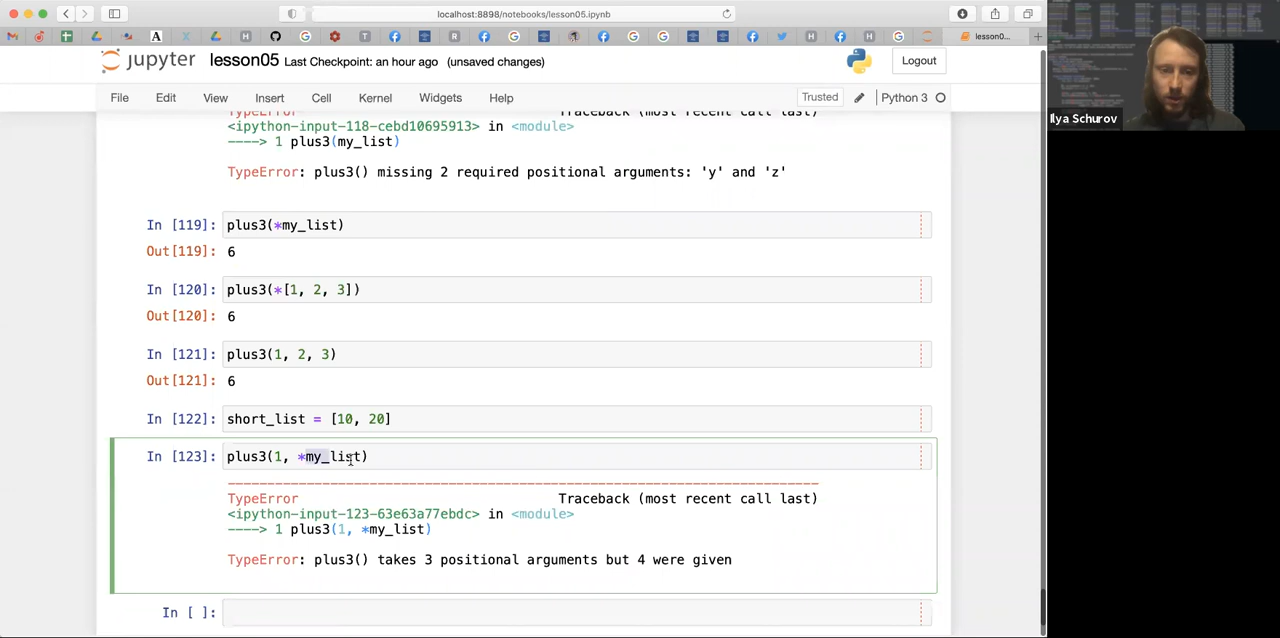 localhost:8898/notebooks/lesson05.ipynb
lesson0...
jupyter lesson05 Last Checkpoint: an hour ago (unsaved changes)
Logout
File Edit View Insert Cell Kernel Widgets Help
Trusted Python 3
TypeError Traceback (most recent call last)
<ipython-input-118-cebd10695913> in <module>
----> 1 plus3(my_list)
TypeError: plus3() missing 2 required positional arguments: 'y' and 'z'
In [119]: plus3(*my_list)
Out[119]: 6
In [120]: plus3(*[1, 2, 3])
Out[120]: 6
In [121]: plus3(1, 2, 3)
Out[121]: 6
In [122]: short_list = [10, 20]
In [123]: plus3(1, *my_list)
TypeError Traceback (most recent call last)
<ipython-input-123-63e63a77ebdc> in <module>
----> 1 plus3(1, *my_list)
TypeError: plus3() takes 3 positional arguments but 4 were given
In [ ]:
Ilya Schurov